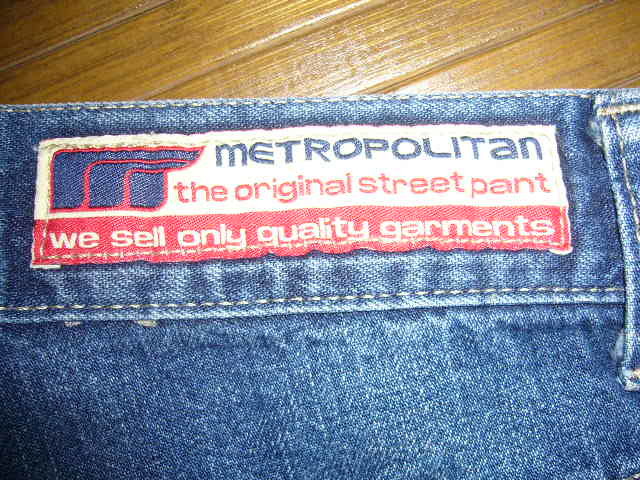 METROPOLITan
the original street pant
we sell only quality garments